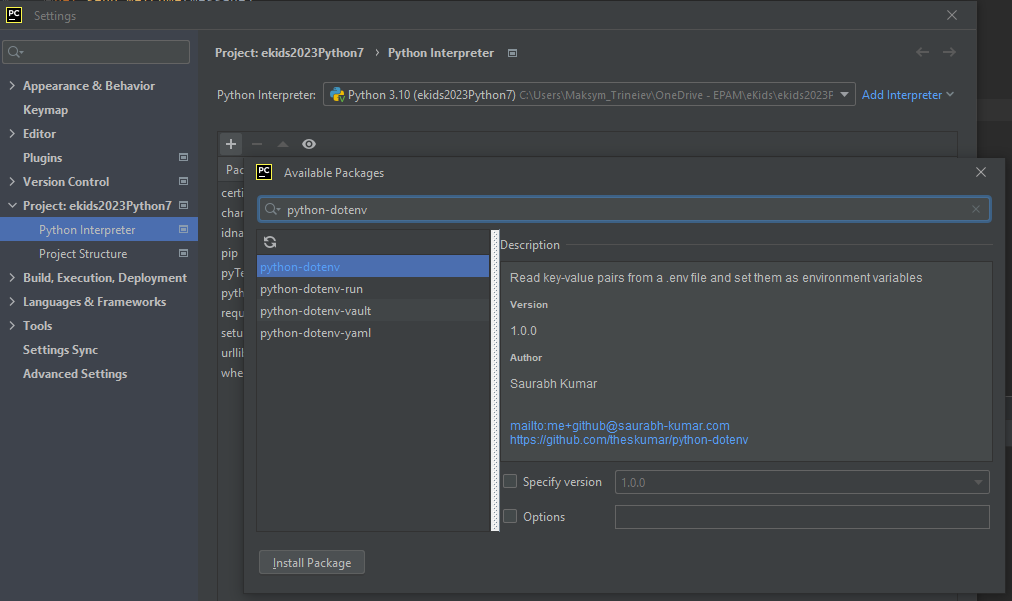 PC Settings
Appearance & Behavior
Keymap
Editor
Plugins
Version Control
Project: ekids2023Python7
Python Interpreter
Project Structure
Build, Execution, Deployment
Languages & Frameworks
Tools
Settings Sync
Advanced Settings
Project: ekids2023Python7 › Python Interpreter
Python Interpreter: Python 3.10 (ekids2023Python7) C:\Users\Maksym_Trineiev\OneDrive - EPAM\eKids\ekids2023P
Add Interpreter
Pac
certi
char
idna
pip
pyTe
pyth
requ
setu
urllib
whe
PC Available Packages
python-dotenv
python-dotenv
python-dotenv-run
python-dotenv-vault
python-dotenv-yaml
Description
Read key-value pairs from a .env file and set them as environment variables
Version
1.0.0
Author
Saurabh Kumar
mailto:me+github@saurabh-kumar.com
https://github.com/theskumar/python-dotenv
Specify version 1.0.0
Options
Install Package